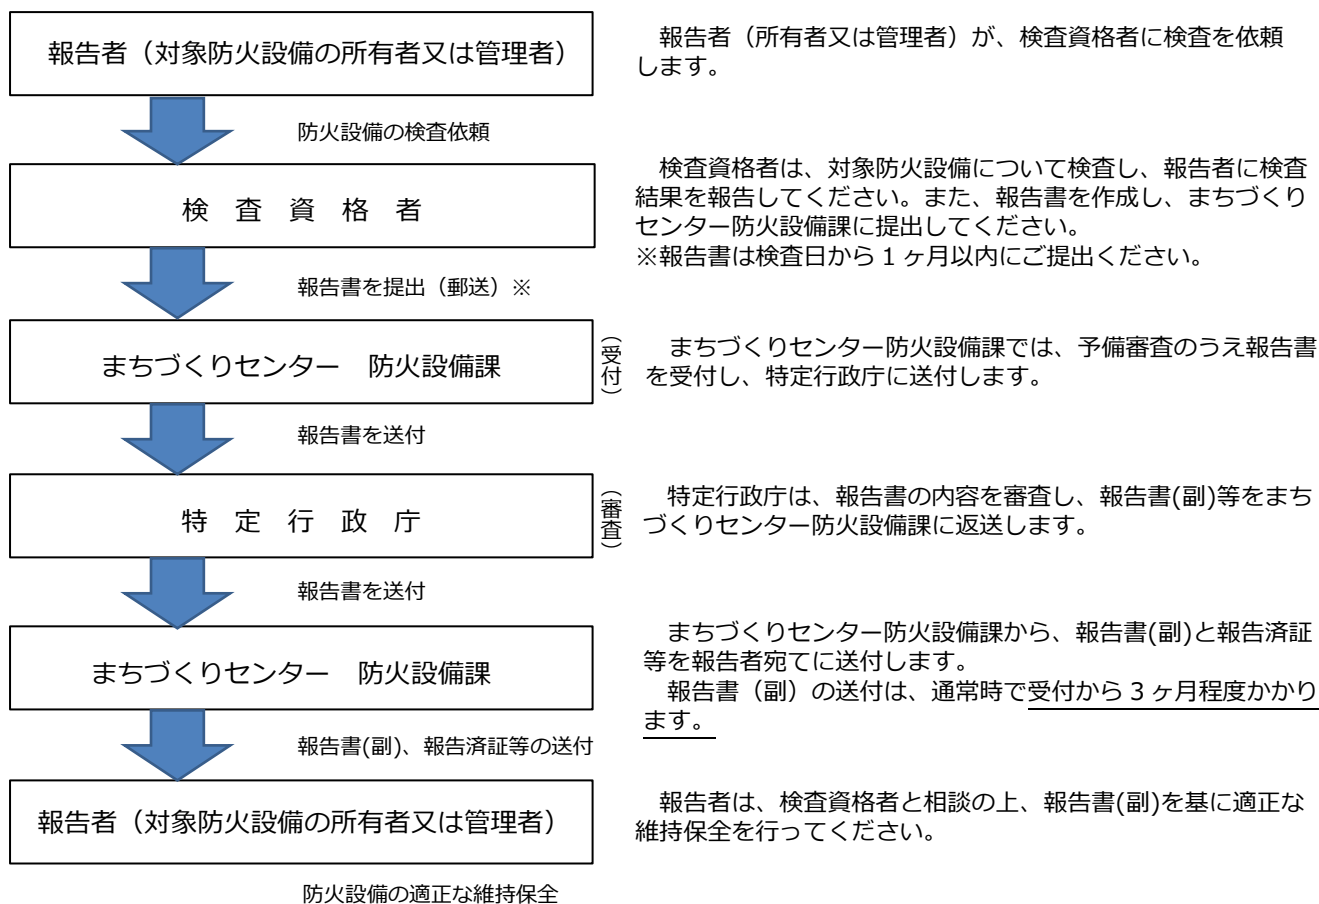 報告者（対象防火設備の所有者又は管理者）
　報告者（所有者又は管理者）が、検査資格者に検査を依頼
します。
防火設備の検査依頼
検　査　資　格　者
　検査資格者は、対象防火設備について検査し、報告者に検査
結果を報告してください。また、報告書を作成し、まちづくり
センター防火設備課に提出してください。
※報告書は検査日から１ヶ月以内にご提出ください。
報告書を提出（郵送）※
まちづくりセンター　防火設備課
（受付）
　まちづくりセンター防火設備課では、予備審査のうえ報告書
を受付し、特定行政庁に送付します。
報告書を送付
特　定　行　政　庁
（審査）
　特定行政庁は、報告書の内容を審査し、報告書(副)等をまち
づくりセンター防火設備課に返送します。
報告書を送付
まちづくりセンター　防火設備課
　まちづくりセンター防火設備課から、報告書(副)と報告済証
等を報告者宛てに送付します。
　報告書（副）の送付は、通常時で受付から３ヶ月程度かかり
ます。
報告書(副)、報告済証等の送付
報告者（対象防火設備の所有者又は管理者）
　報告者は、検査資格者と相談の上、報告書(副)を基に適正な
維持保全を行ってください。
防火設備の適正な維持保全